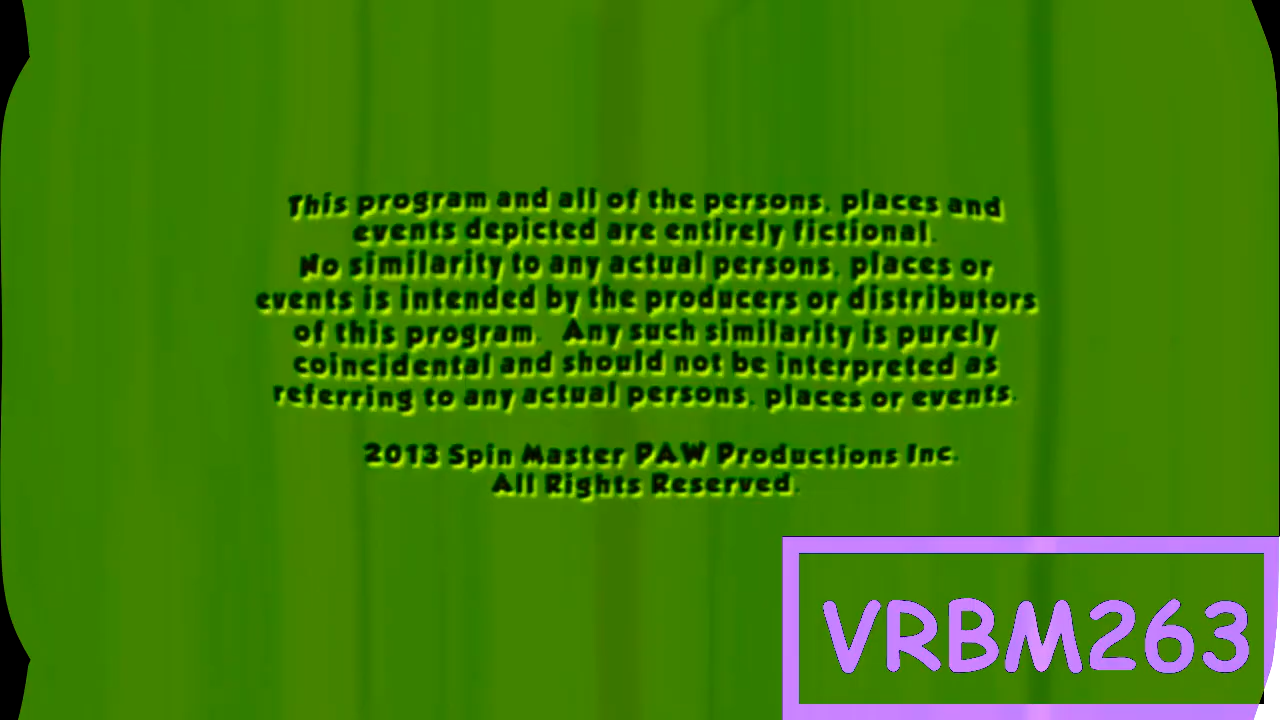 This program and all of the persons, places and
events depicted are entirely fictional.
No similarity to any actual persons, places or
events is intended by the producers or distributors
of this program. Any such similarity is purely
coincidental and should not be interpreted as
referring to any actual persons, places or events.
2013 Spin Master PAW Productions Inc.
All Rights Reserved.
VRBM263